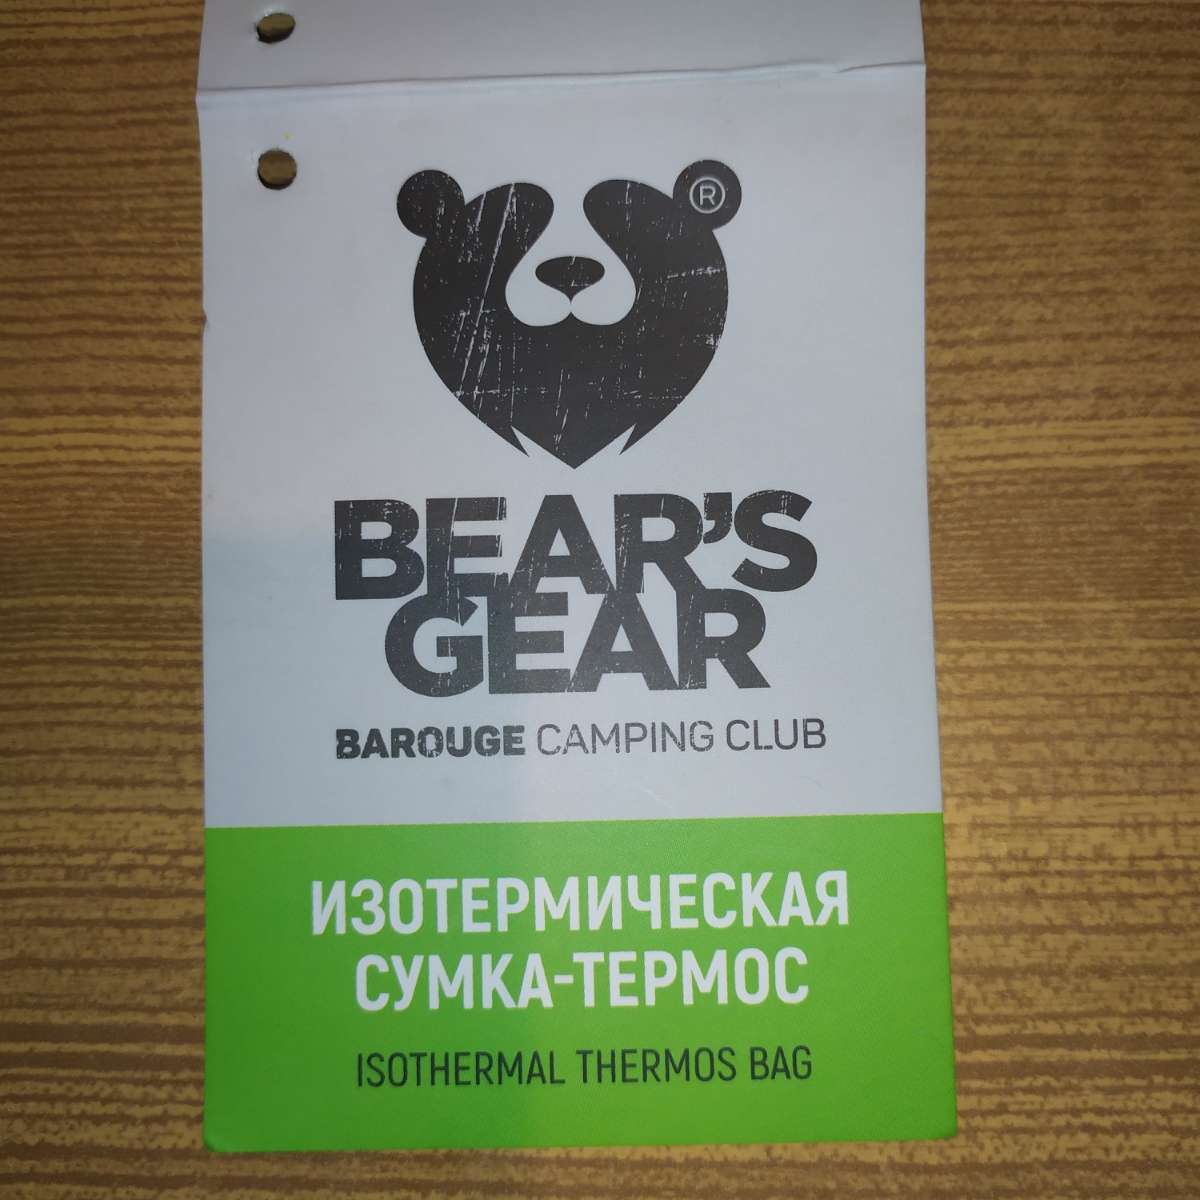 ®
BEAR'S
GEAR
BAROUGE CAMPING CLUB
ИЗОТЕРМИЧЕСКАЯ
СУМКА-ТЕРМОС
ISOTHERMAL THERMOS BAG